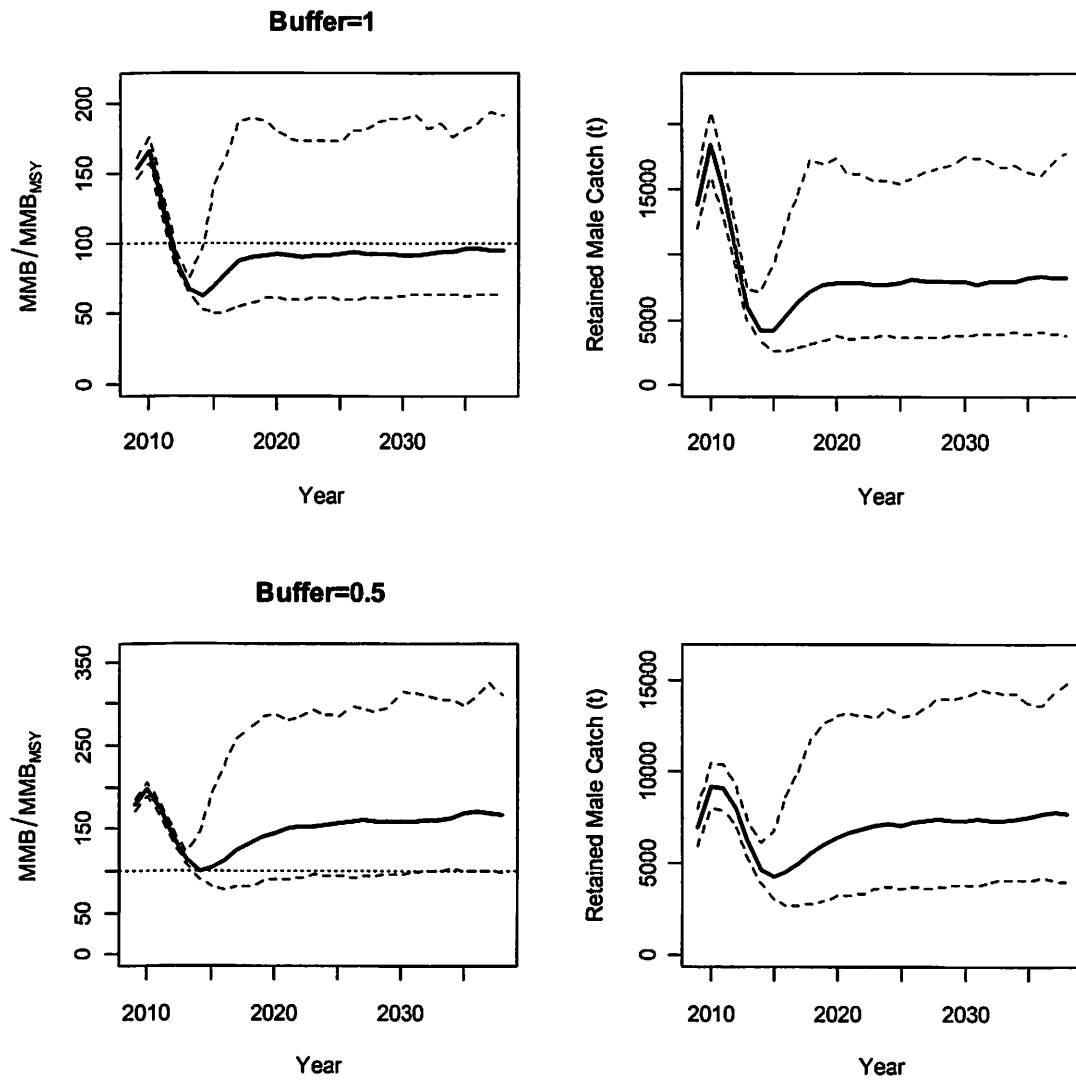 Buffer=1
MMB/MMB_MSY
0 50 100 150 200
2010 2020 2030
Year
Retained Male Catch (t)
0 5000 15000
2010 2020 2030
Year
Buffer=0.5
MMB/MMB_MSY
0 50 150 250 350
2010 2020 2030
Year
Retained Male Catch (t)
0 5000 10000 15000
2010 2020 2030
Year